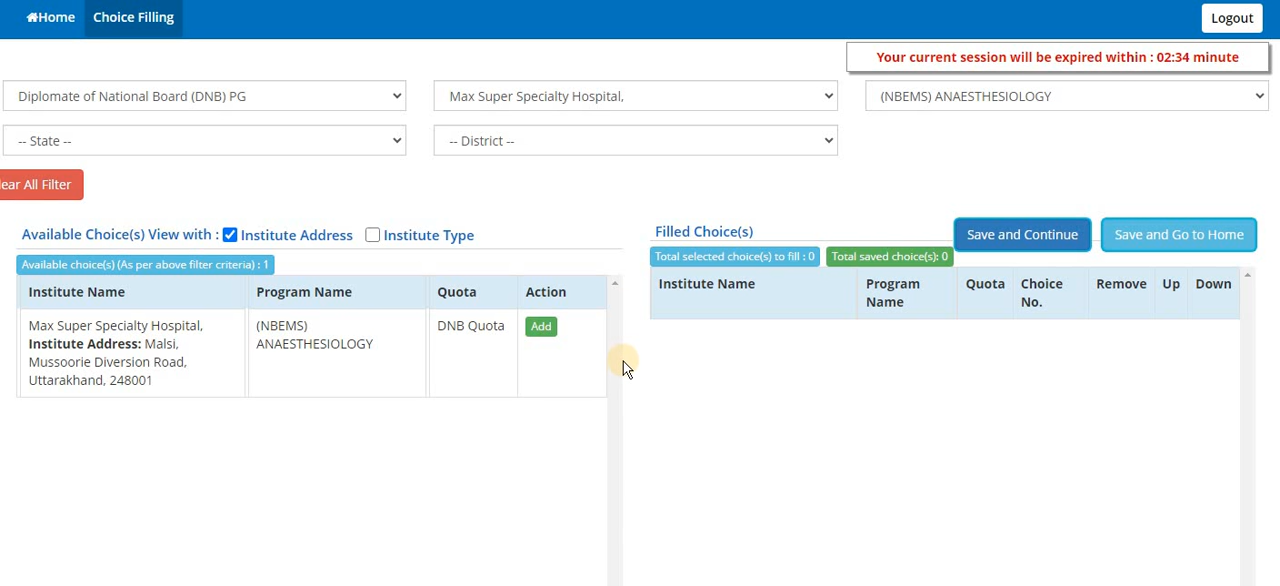 Home Choice Filling Logout
Your current session will be expired within : 02:34 minute
Diplomate of National Board (DNB) PG
Max Super Specialty Hospital,
(NBEMS) ANAESTHESIOLOGY
-- State --
-- District --
lear All Filter
Available Choice(s) View with : Institute Address Institute Type
Available choice(s) (As per above filter criteria) : 1
Institute Name Program Name Quota Action
Max Super Specialty Hospital,
Institute Address: Malsi,
Mussoorie Diversion Road,
Uttarakhand, 248001
(NBEMS)
ANAESTHESIOLOGY
DNB Quota
Add
Filled Choice(s)
Save and Continue
Save and Go to Home
Total selected choice(s) to fill : 0
Total saved choice(s): 0
Institute Name
Program
Name
Quota
Choice
No.
Remove
Up
Down